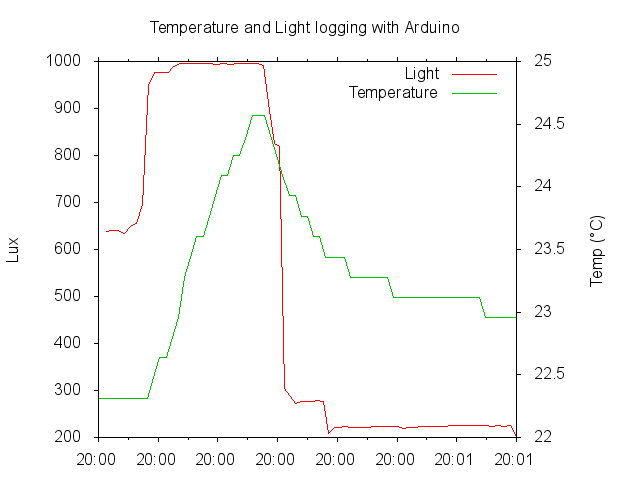 Temperature and Light logging with Arduino
Light
Temperature
1000
900
800
700
600
500
400
300
200
Lux
25
24.5
24
23.5
23
22.5
22
Temp (°C)
20:00 20:00 20:00 20:00 20:00 20:00 20:01 20:01